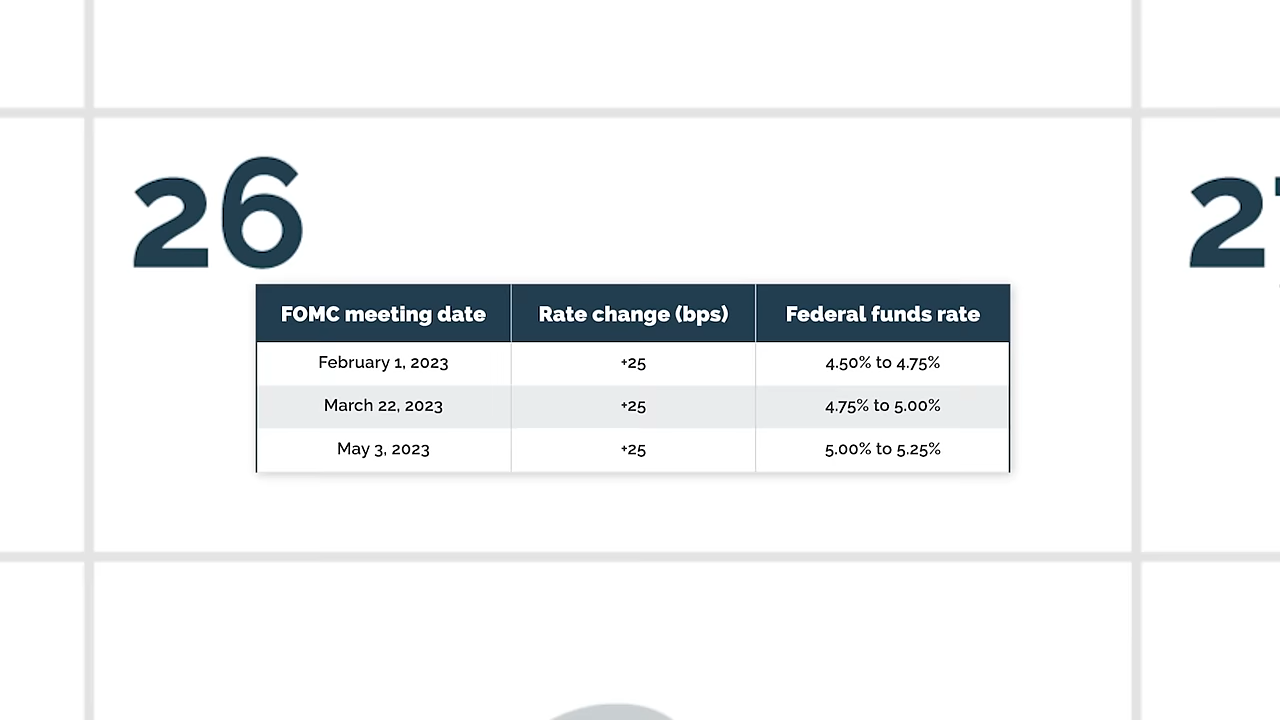 26
FOMC meeting date Rate change (bps) Federal funds rate
February 1, 2023 +25 4.50% to 4.75%
March 22, 2023 +25 4.75% to 5.00%
May 3, 2023 +25 5.00% to 5.25%